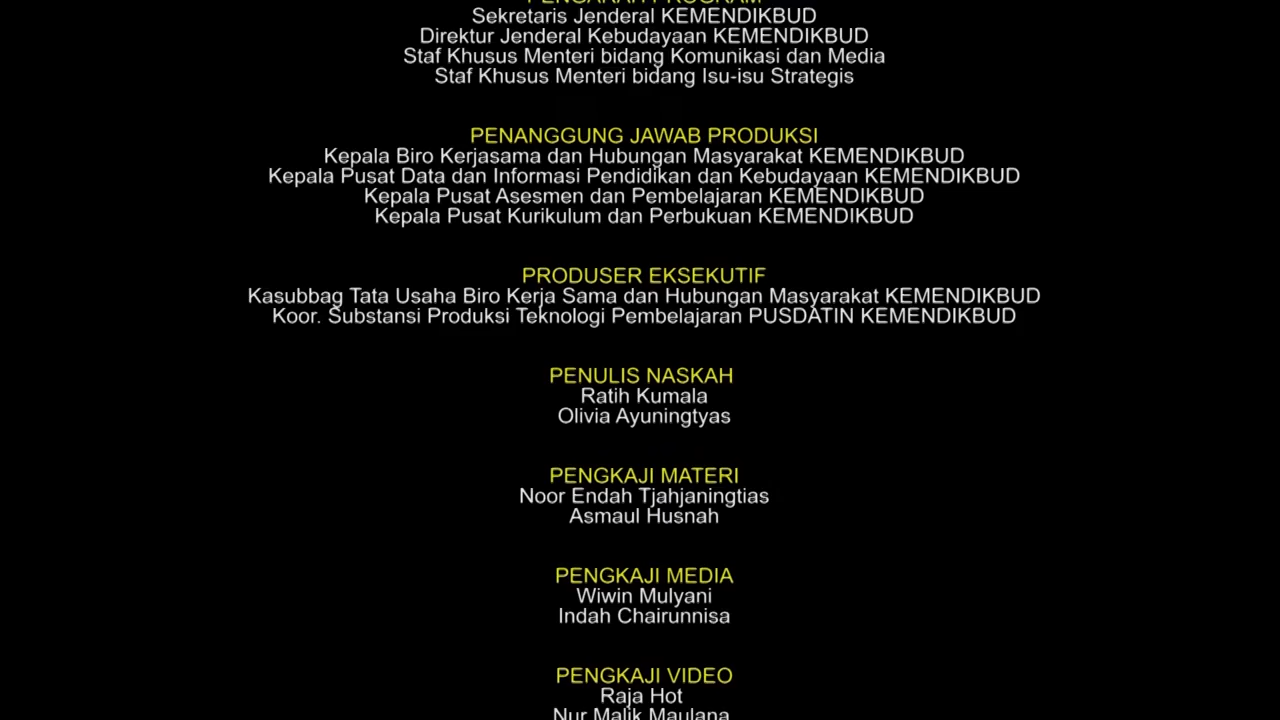 PENGARAH PROGRAM
Sekretaris Jenderal KEMENDIKBUD
Direktur Jenderal Kebudayaan KEMENDIKBUD
Staf Khusus Menteri bidang Komunikasi dan Media
Staf Khusus Menteri bidang Isu-isu Strategis
PENANGGUNG JAWAB PRODUKSI
Kepala Biro Kerjasama dan Hubungan Masyarakat KEMENDIKBUD
Kepala Pusat Data dan Informasi Pendidikan dan Kebudayaan KEMENDIKBUD
Kepala Pusat Asesmen dan Pembelajaran KEMENDIKBUD
Kepala Pusat Kurikulum dan Perbukuan KEMENDIKBUD
PRODUSER EKSEKUTIF
Kasubbag Tata Usaha Biro Kerja Sama dan Hubungan Masyarakat KEMENDIKBUD
Koor. Substansi Produksi Teknologi Pembelajaran PUSDATIN KEMENDIKBUD
PENULIS NASKAH
Ratih Kumala
Olivia Ayuningtyas
PENGKAJI MATERI
Noor Endah Tjahjaningtias
Asmaul Husnah
PENGKAJI MEDIA
Wiwin Mulyani
Indah Chairunnisa
PENGKAJI VIDEO
Raja Hot
Nur Malik Maulana